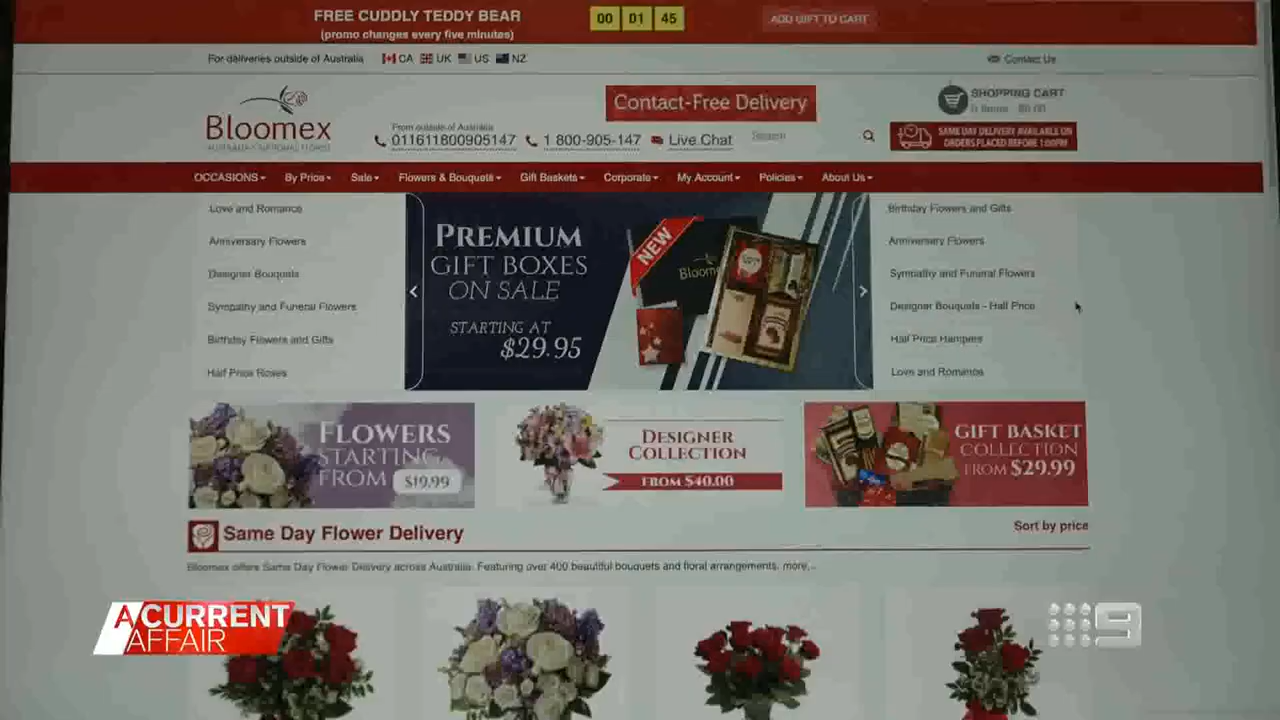 FREE CUDDLY TEDDY BEAR
(promo changes every five minutes)
00 01 45
ADD GIFT TO CART
For deliveries outside of Australia CA UK US NZ
Contact Us
Bloomex
AUSTRALIA'S NATIONAL FLORIST
Contact-Free Delivery
SHOPPING CART
From outside of Australia
011611800905147
1 800-905-147
Live Chat
Search
SAME DAY DELIVERY AVAILABLE ON
ORDERS PLACED BEFORE 1:00PM
OCCASIONS By Price Sale Flowers & Bouquets Gift Baskets Corporate My Account Policies About Us
Love and Romance
Anniversary Flowers
Designer Bouquets
Sympathy and Funeral Flowers
Birthday Flowers and Gifts
Half Price Roses
PREMIUM
GIFT BOXES
ON SALE
STARTING AT
$29.95
NEW
Bloome
Birthday Flowers and Gifts
Anniversary Flowers
Sympathy and Funeral Flowers
Designer Bouquets - Half Price
Half Price Hampers
Love and Romance
FLOWERS
STARTING
FROM $19.99
DESIGNER
COLLECTION
FROM $40.00
GIFT BASKET
COLLECTION
FROM $29.99
Same Day Flower Delivery
Sort by price
Bloomex offers Same Day Flower Delivery across Australia. Featuring over 400 beautiful bouquets and floral arrangements. more...
A CURRENT
AFFAIR
9